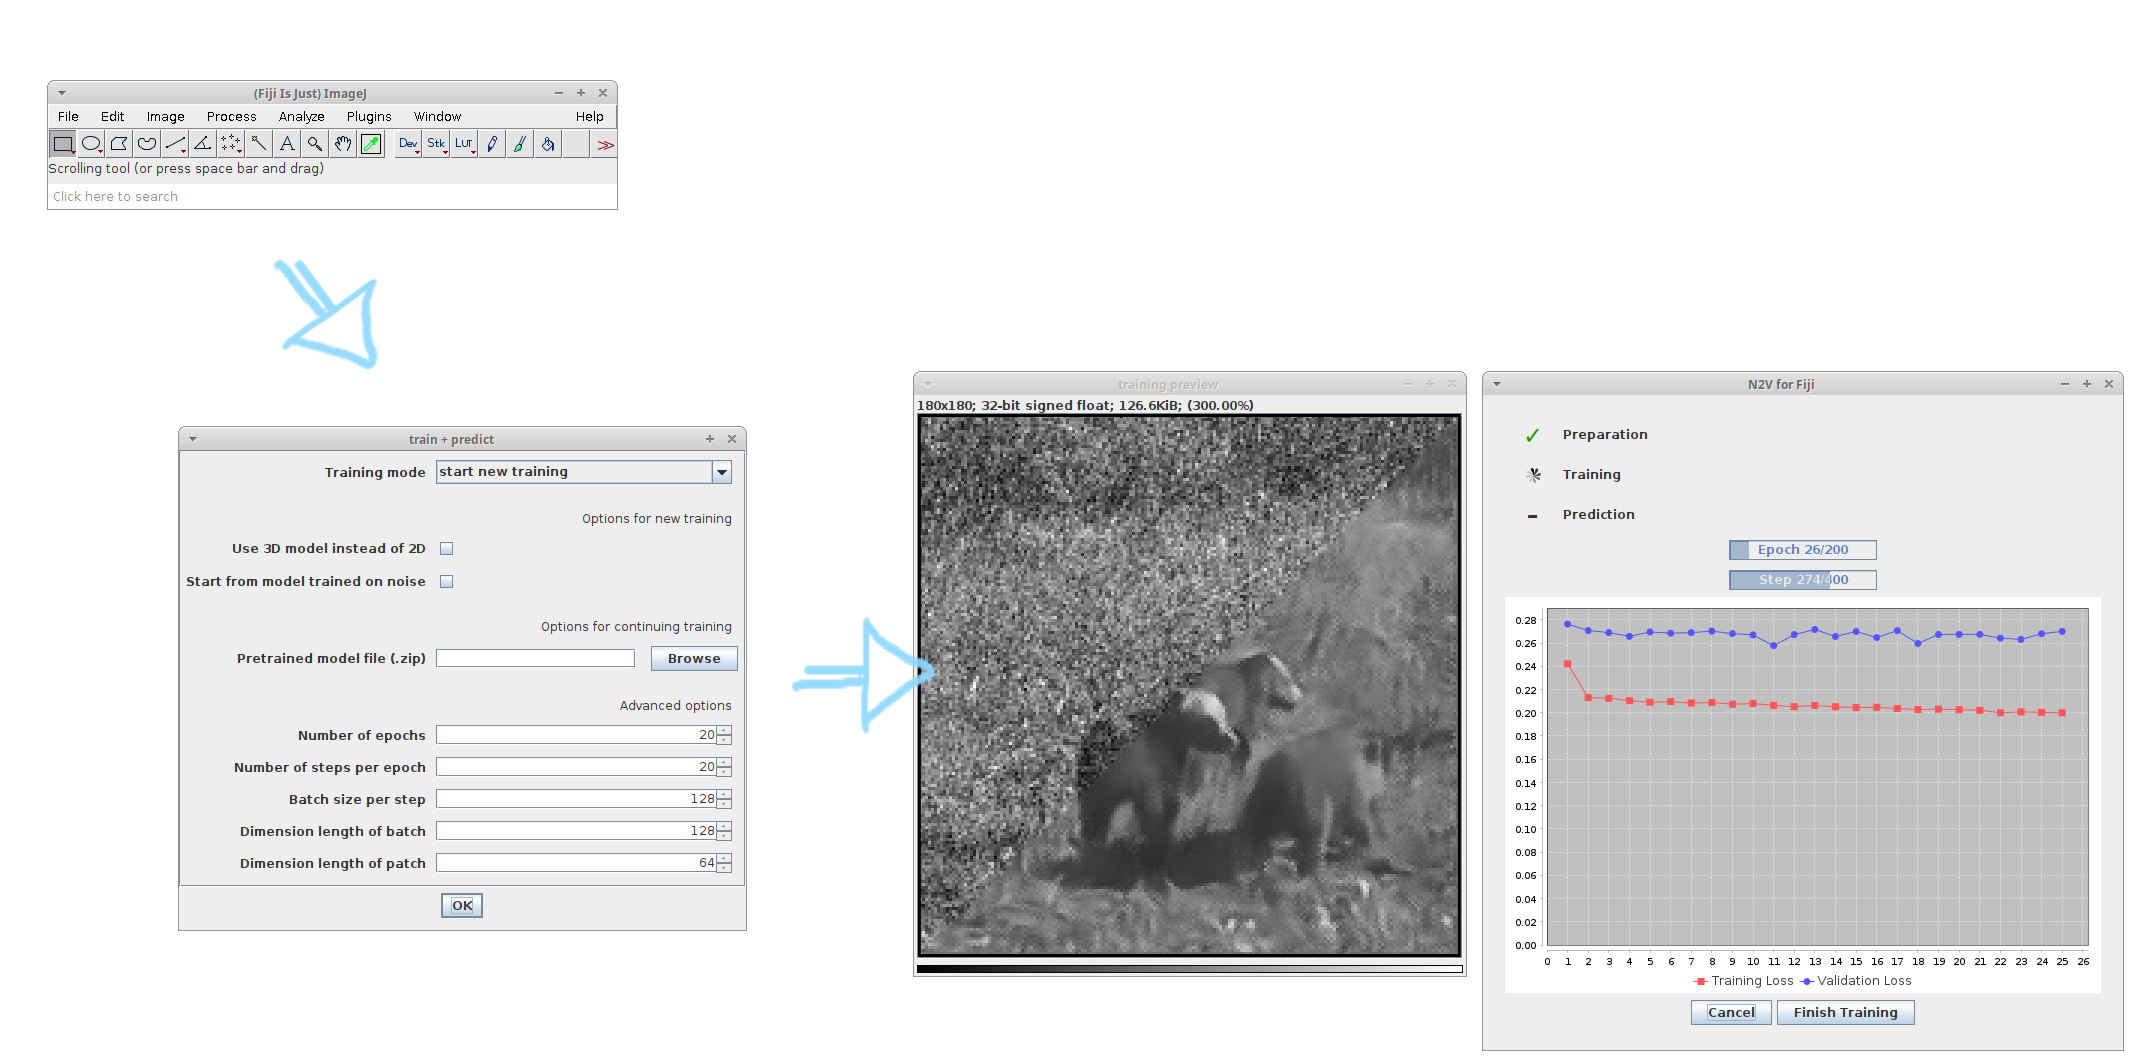 (Fiji Is Just) ImageJ
File Edit Image Process Analyze Plugins Window Help
Dev Stk LUT
Scrolling tool (or press space bar and drag)
Click here to search
train + predict
Training mode start new training
Options for new training
Use 3D model instead of 2D
Start from model trained on noise
Options for continuing training
Pretrained model file (.zip) Browse
Advanced options
Number of epochs 20
Number of steps per epoch 20
Batch size per step 128
Dimension length of batch 128
Dimension length of patch 64
OK
training preview
180x180; 32-bit signed float; 126.6KiB; (300.00%)
N2V for Fiji
Preparation
Training
Prediction
Epoch 26/200
Step 274/400
0.28
0.26
0.24
0.22
0.20
0.18
0.16
0.14
0.12
0.10
0.08
0.06
0.04
0.02
0.00
0 1 2 3 4 5 6 7 8 9 10 11 12 13 14 15 16 17 18 19 20 21 22 23 24 25 26
Training Loss Validation Loss
Cancel Finish Training